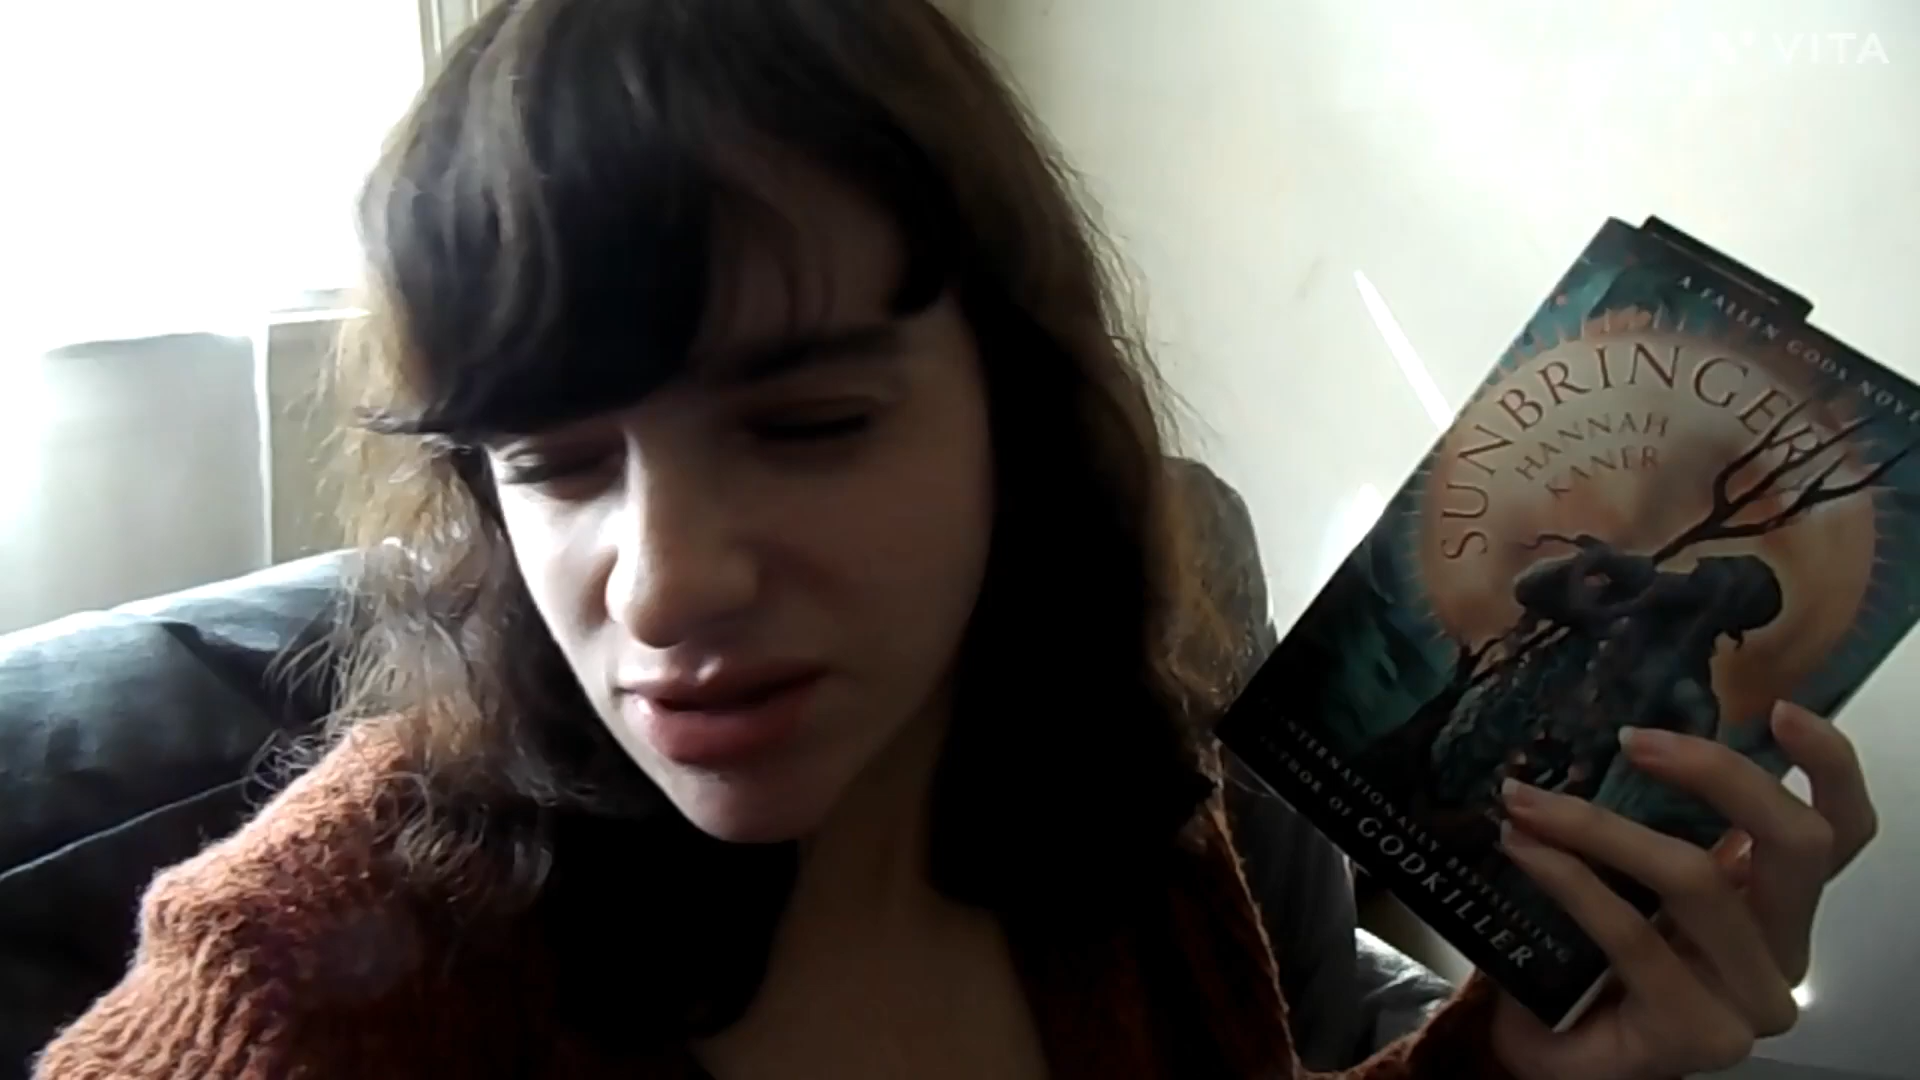 VITA
A FALLEN GODS NOVEL
SUNBRINGER
HANNAH
KANER
INTERNATIONALLY BESTSELLING
AUTHOR OF GODKILLER